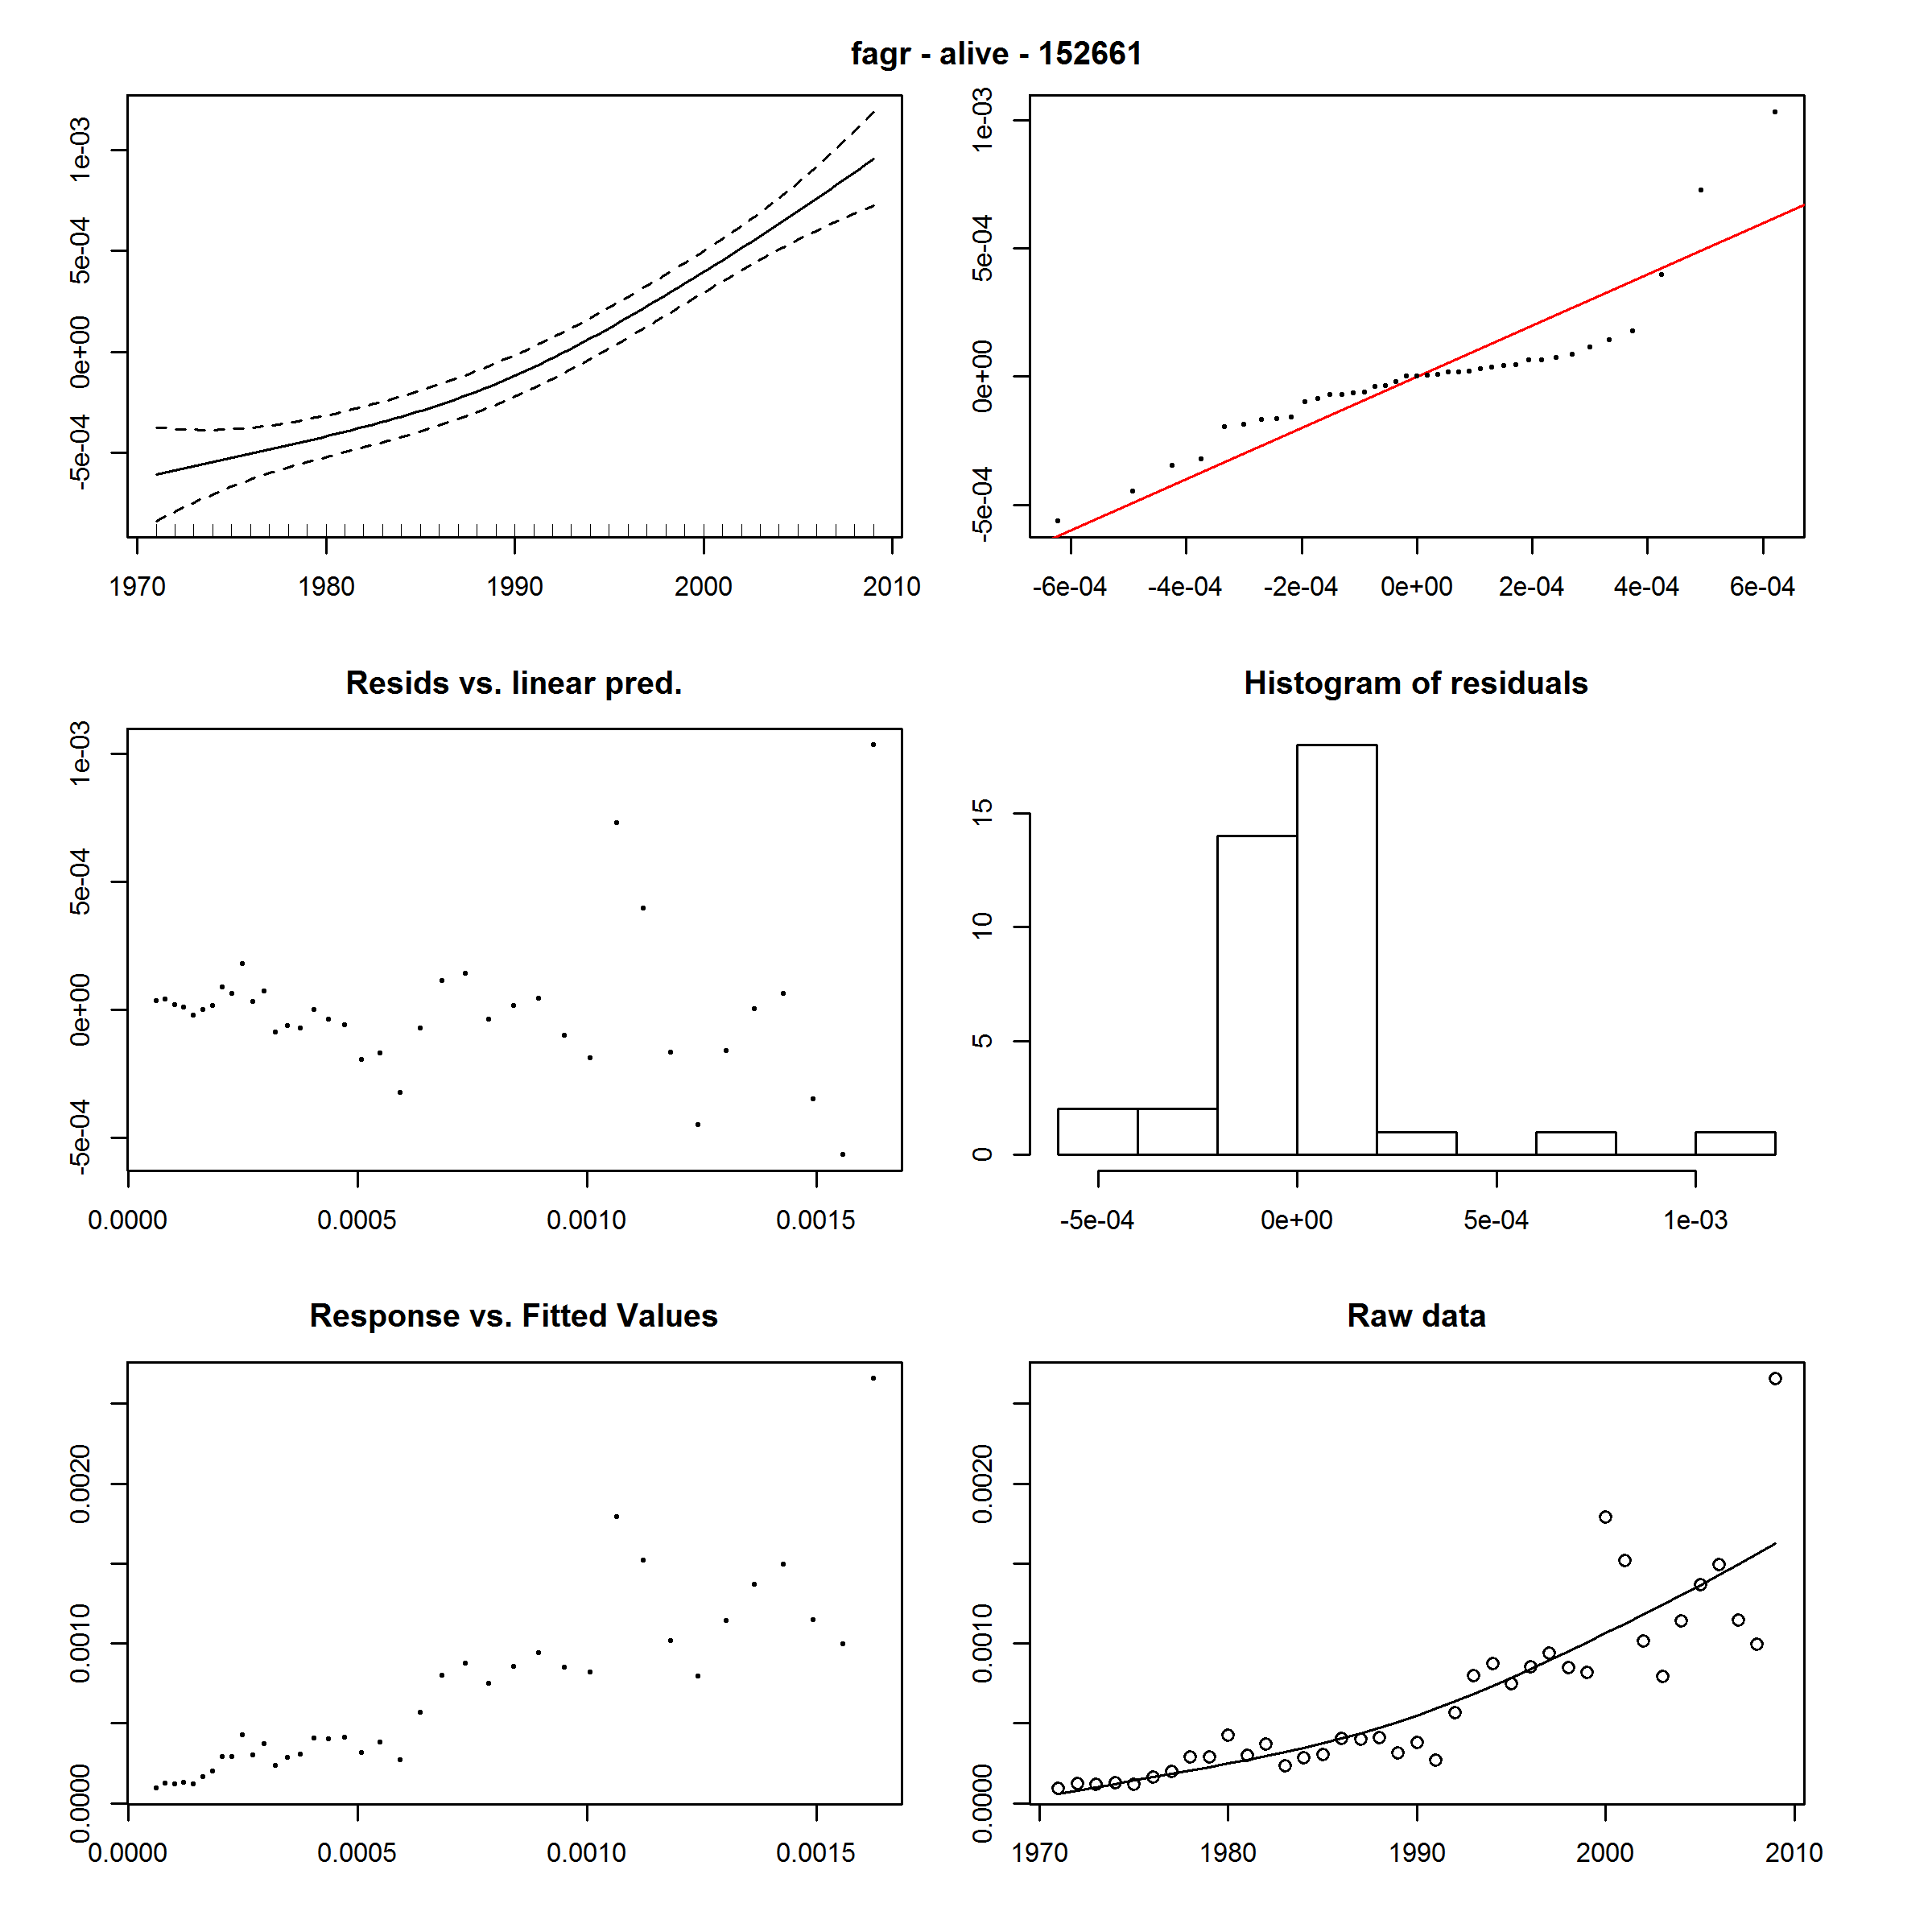 fagr - alive - 152661
1e-03
5e-04
0e+00
-5e-04
1970 1980 1990 2000 2010
1e-03
5e-04
0e+00
-5e-04
-6e-04 -4e-04 -2e-04 0e+00 2e-04 4e-04 6e-04
Resids vs. linear pred.
1e-03
5e-04
0e+00
-5e-04
0.0000 0.0005 0.0010 0.0015
Histogram of residuals
15
10
5
0
-5e-04 0e+00 5e-04 1e-03
Response vs. Fitted Values
0.0020
0.0010
0.0000
0.0000 0.0005 0.0010 0.0015
Raw data
0.0020
0.0010
0.0000
1970 1980 1990 2000 2010